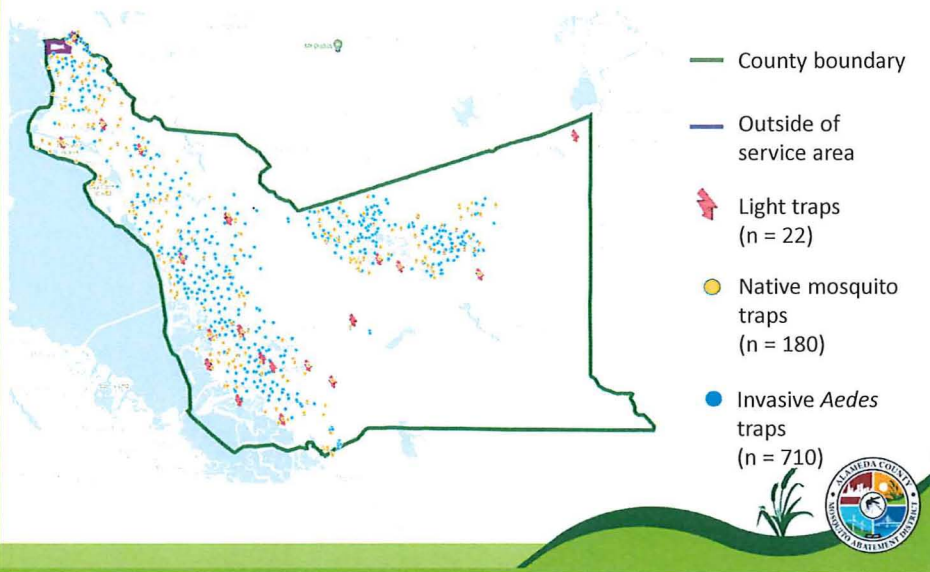 County boundary
Outside of
service area
Light traps
(n = 22)
Native mosquito
traps
(n = 180)
Invasive Aedes
traps
(n = 710)
ALAMEDA COUNTY
MOSQUITO ABATEMENT DISTRICT